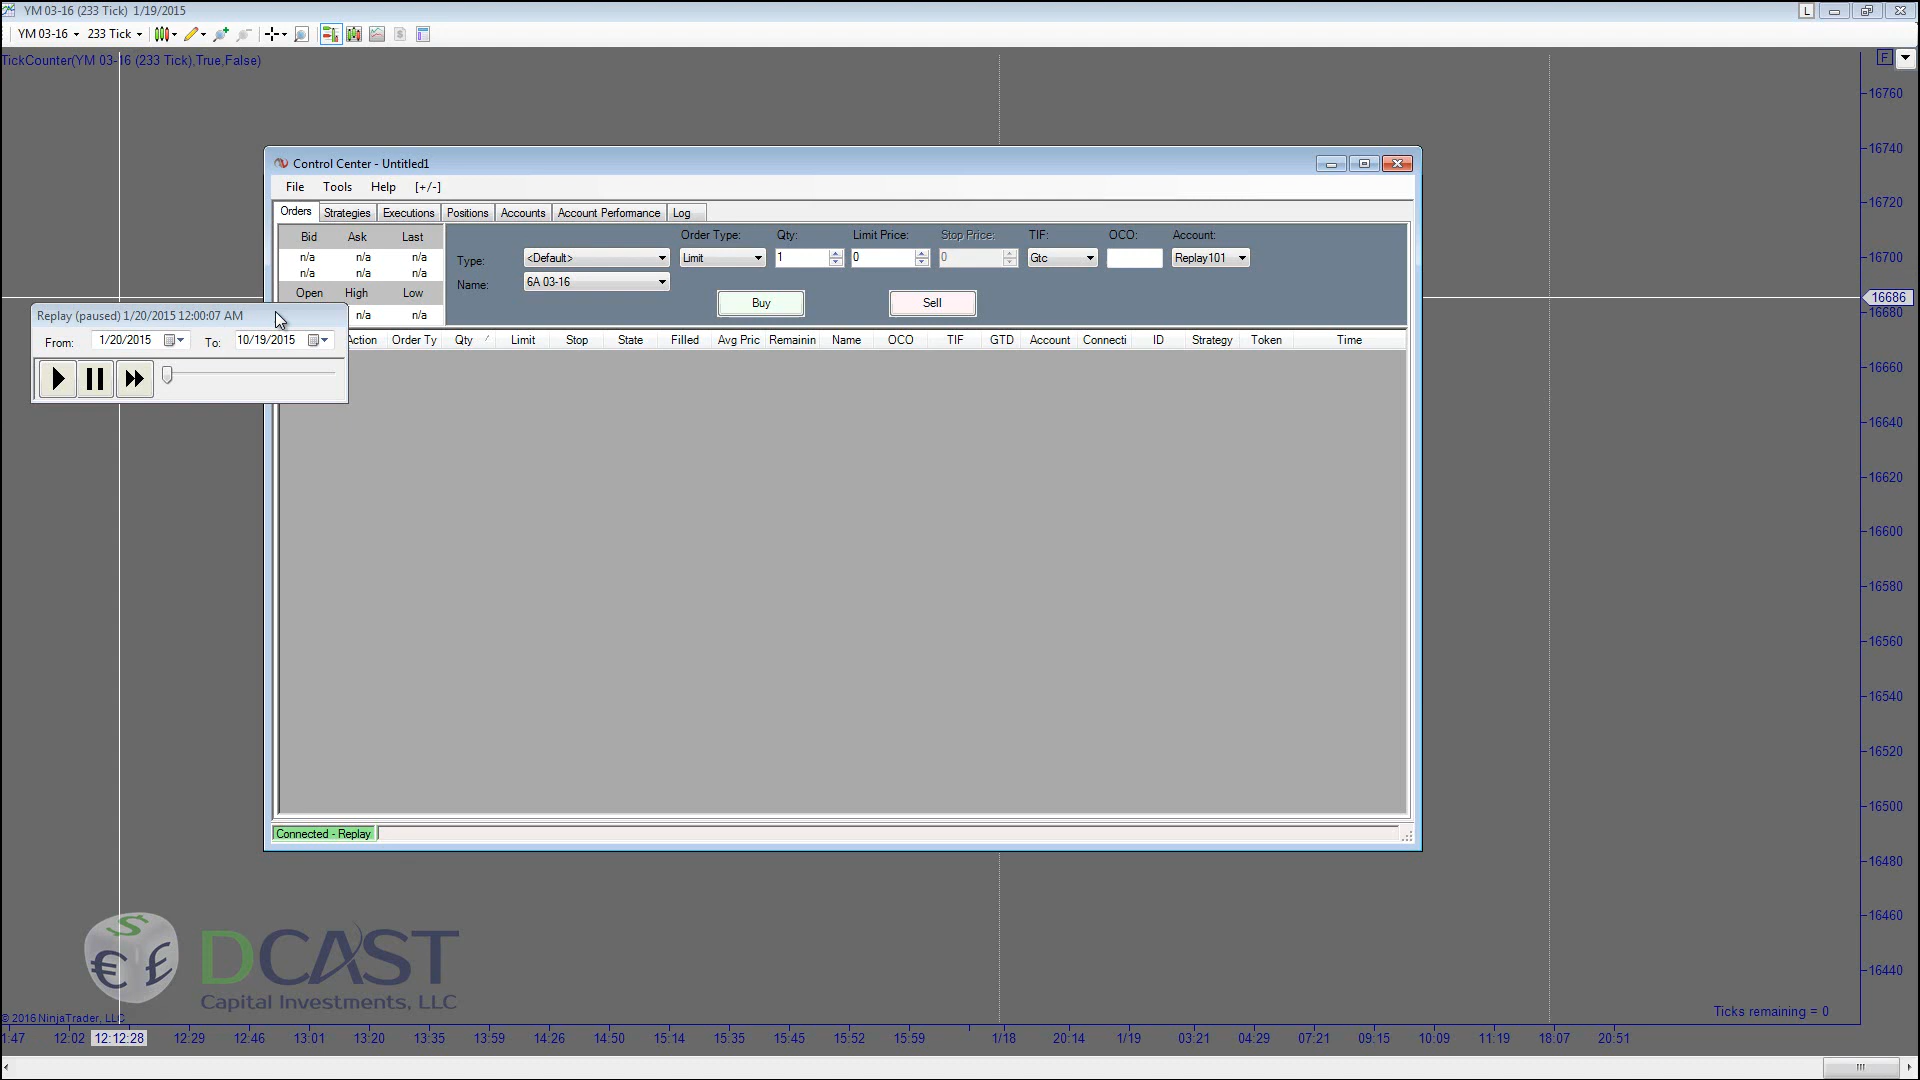 YM 03-16 (233 Tick)  1/19/2015
L
YM 03-16 233 Tick
TickCounter(YM 03-16 (233 Tick),True,False)
F
16760
16740
16720
16700
16686
16680
16660
16640
16620
16600
16580
16560
16540
16520
16500
16480
16460
16440
Control Center - Untitled1
File Tools Help [+/-]
Orders Strategies Executions Positions Accounts Account Performance Log
Bid Ask Last
n/a n/a n/a
n/a n/a n/a
Open High Low
n/a n/a
Order Type: Qty: Limit Price: Stop Price: TIF: OCO: Account:
Type: <Default> Limit 1 0 0 Gtc Replay101
Name: 6A 03-16
Buy Sell
Replay (paused) 1/20/2015 12:00:07 AM
From: 1/20/2015 To: 10/19/2015
ction Order Ty Qty Limit Stop State Filled Avg Pric Remainin Name OCO TIF GTD Account Connecti ID Strategy Token Time
Connected - Replay
$ € £
DCAST
Capital Investments, LLC
© 2016 NinjaTrader, LLC
Ticks remaining = 0
1:47 12:02 12:12:28 12:29 12:46 13:01 13:20 13:35 13:59 14:26 14:50 15:14 15:35 15:45 15:52 15:59 1/18 20:14 1/19 03:21 04:29 07:21 09:15 10:09 11:19 18:07 20:51